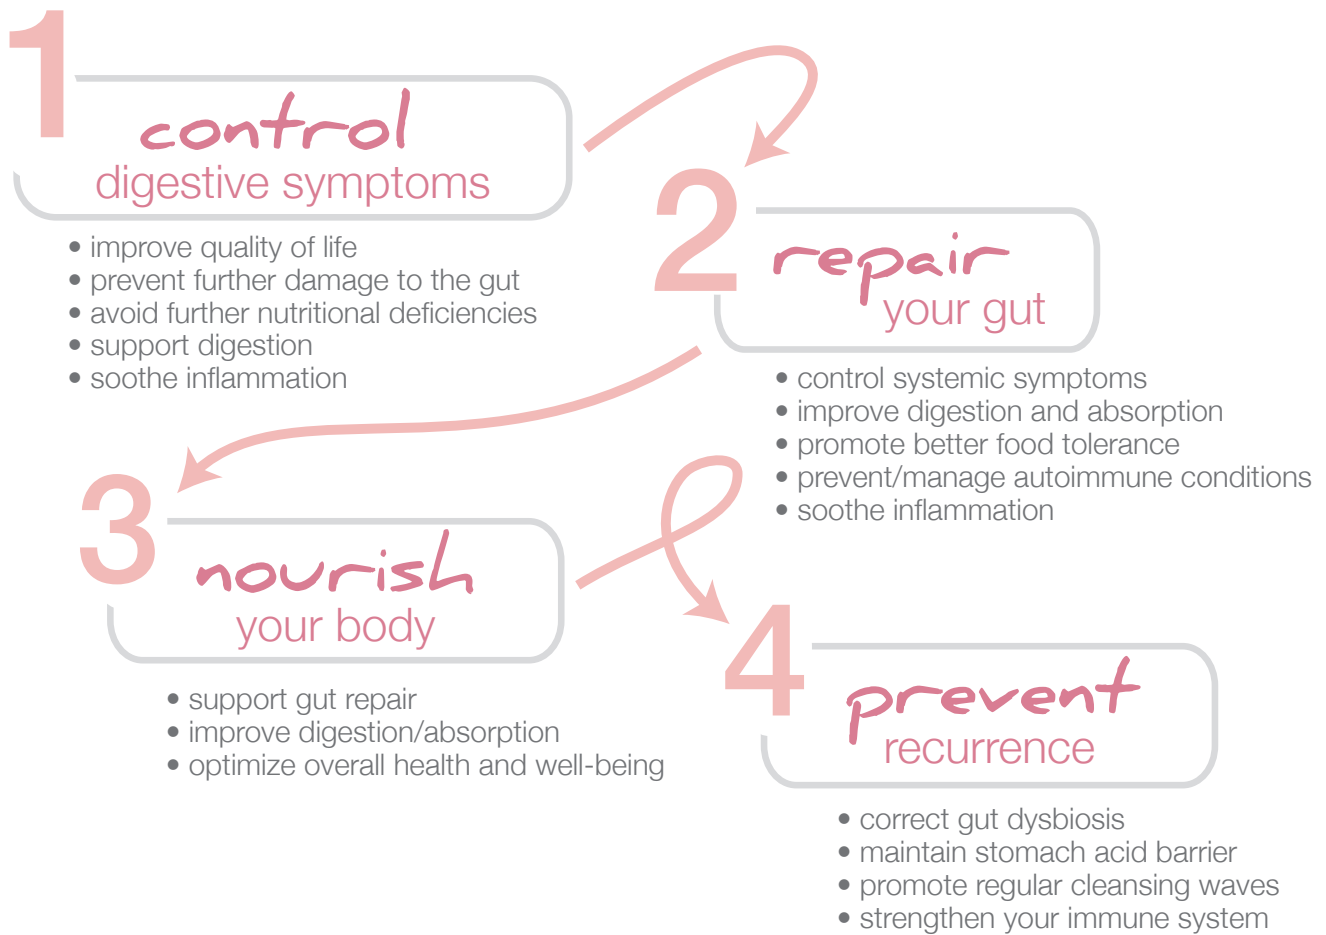 1
control
digestive symptoms
• improve quality of life
• prevent further damage to the gut
• avoid further nutritional deficiencies
• support digestion
• soothe inflammation
2
repair
your gut
• control systemic symptoms
• improve digestion and absorption
• promote better food tolerance
• prevent/manage autoimmune conditions
• soothe inflammation
3
nourish
your body
• support gut repair
• improve digestion/absorption
• optimize overall health and well-being
4
prevent
recurrence
• correct gut dysbiosis
• maintain stomach acid barrier
• promote regular cleansing waves
• strengthen your immune system